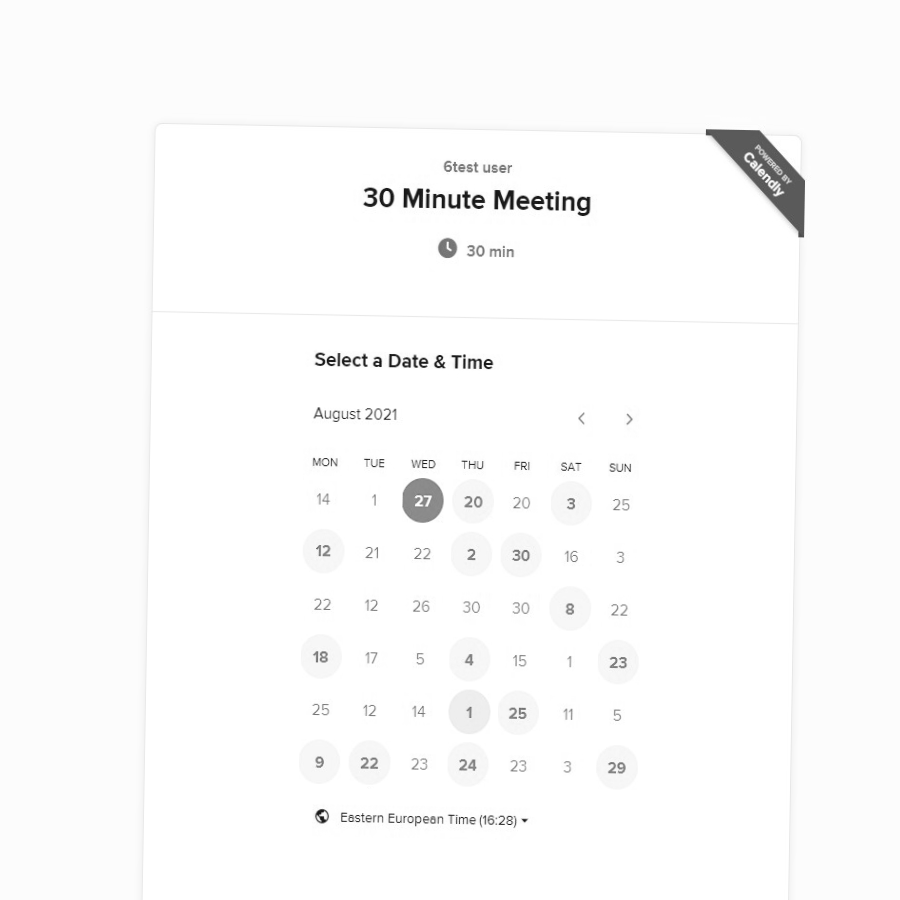 POWERED BY
Calendly
6test user
30 Minute Meeting
30 min
Select a Date & Time
August 2021
MON TUE WED THU FRI SAT SUN
14 1 27 20 20 3 25
12 21 22 2 30 16 3
22 12 26 30 30 8 22
18 17 5 4 15 1 23
25 12 14 1 25 11 5
9 22 23 24 23 3 29
Eastern European Time (16:28)